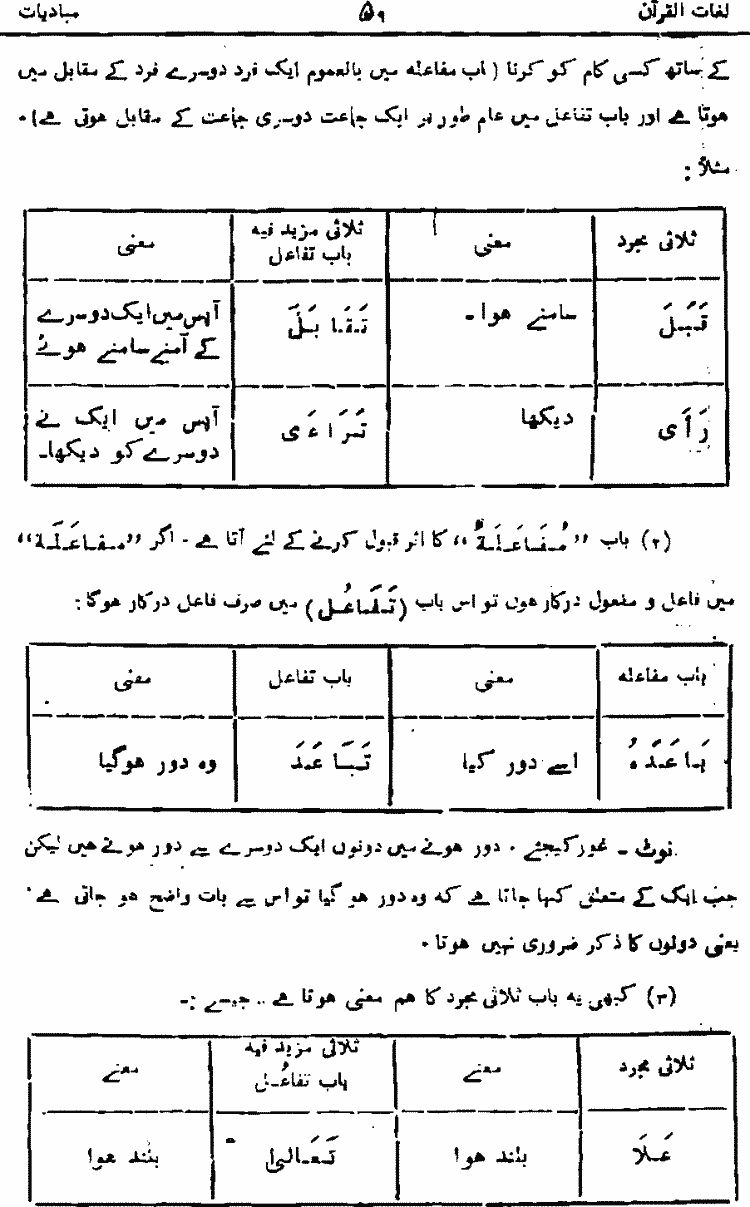 لغات القرآن ۵۹ مبادیات
کے ساتھ کسی کام کو کرنا (باب مفاعلہ میں بالعموم ایک فرد دوسرے فرد کے مقابل میں
ہوتا ہے اور باب تفاعل میں عام طور پر ایک جماعت دوسری جماعت کے مقابل ہوتی ہے)۔
مثلاً :
ثلاثی مجرد معنی ثلاثی مزید فیہ باب تفاعل معنی
قَبَلَ سامنے ہوا۔ تَقَابَلَ آپس میں ایک دوسرے
کے آمنے سامنے ہوئے
رَأَی دیکھا تَرَاءَی آپس میں ایک نے
دوسرے کو دیکھا۔
(۲) باب ’’مُفَاعَلَةٌ‘‘ کا اثر قبول کرنے کے لئے آتا ہے۔ اگر ’’مفاعَلَة‘‘
میں فاعل و مفعول درکار ہوں تو اس باب (تَفَاعُل) میں صرف فاعل درکار ہوگا:
باب مفاعلہ معنی باب تفاعل معنی
بَاعَدَہُ اسے دور کیا تَبَاعَدَ وہ دور ہوگیا
نوٹ ۔ غور کیجئے ۔ دور ہونے میں دونوں ایک دوسرے سے دور ہوتے ہیں لیکن
جب ایک کے متعلق کہا جاتا ہے کہ وہ دور ہو گیا تو اس سے بات واضح ہو جاتی ہے
یعنی دونوں کا ذکر ضروری نہیں ہوتا ۔
(۳) کبھی یہ باب ثلاثی مجرد کا ہم معنی ہوتا ہے ۔۔ جیسے :۔
ثلاثی مجرد معنے ثلاثی مزید فیہ باب تفاعُل معنے
عَلَا بلند ہوا تَعَالیٰ بلند ہوا